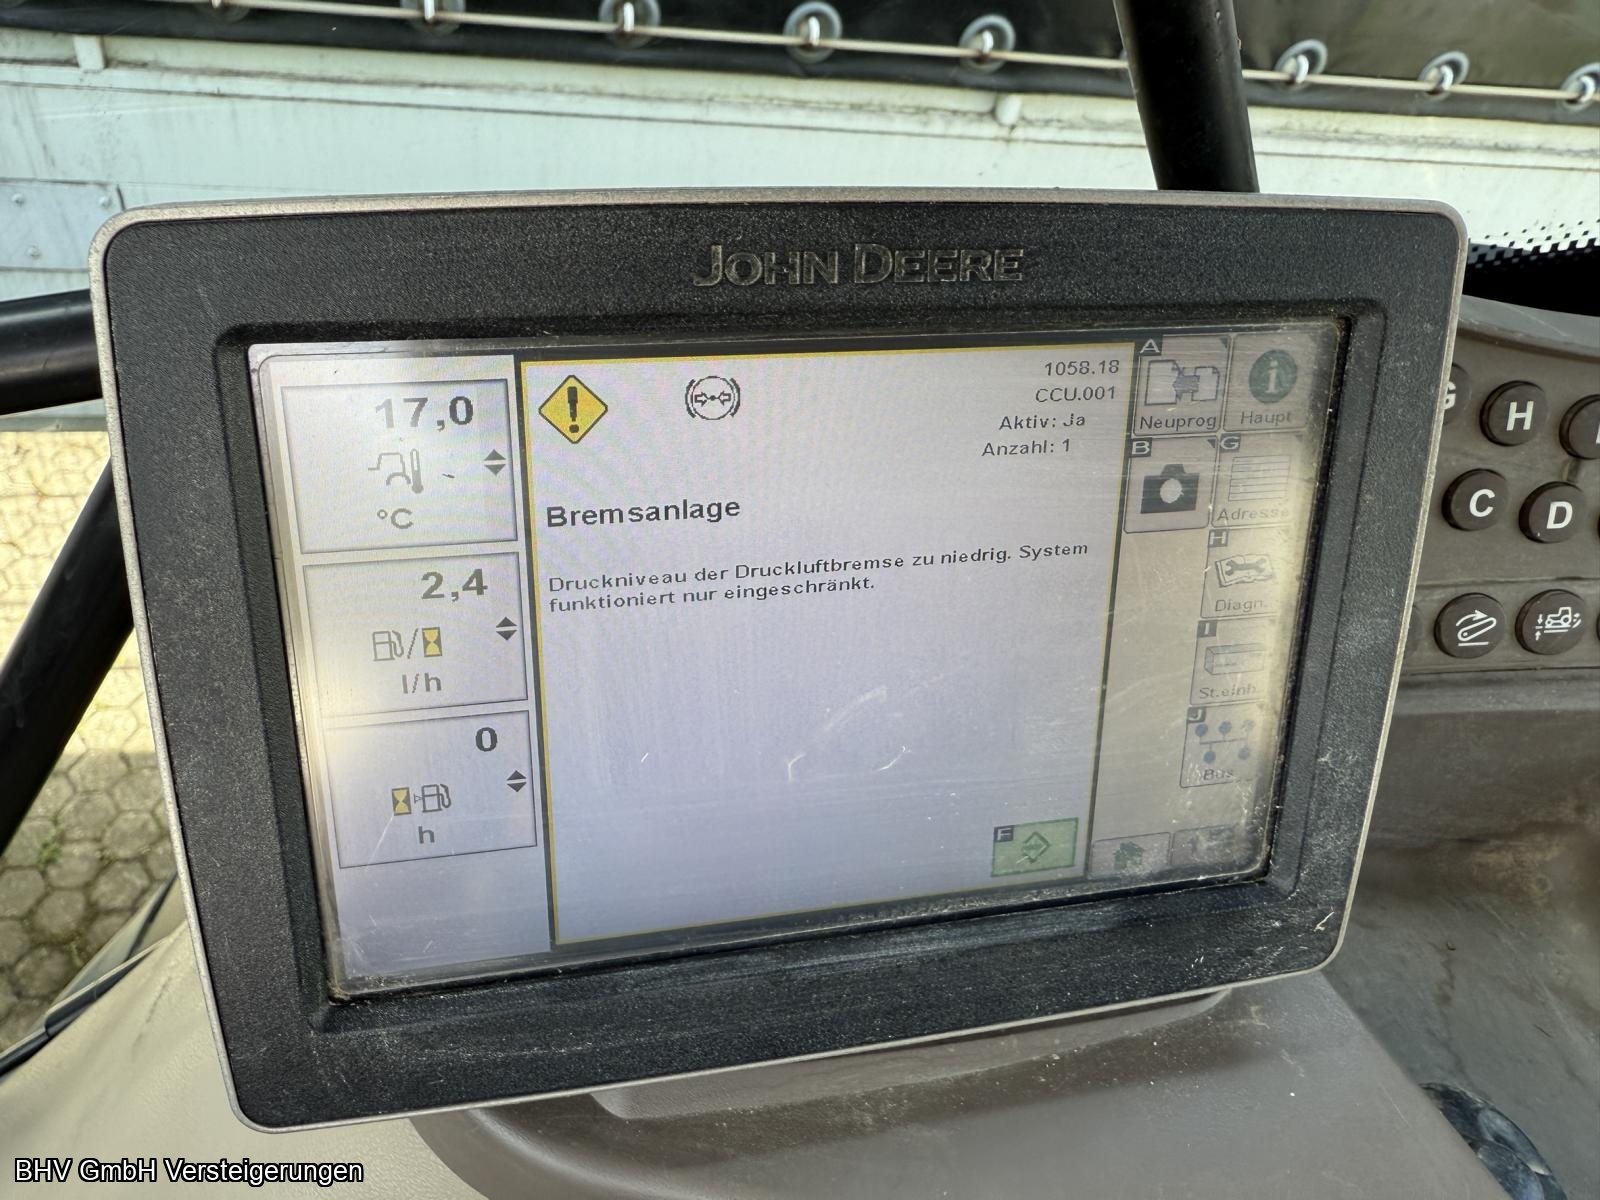 JOHN DEERE
17,0
°C
2,4
l/h
0
h
1058.18
CCU.001
Aktiv: Ja
Anzahl: 1
Bremsanlage
Druckniveau der Druckluftbremse zu niedrig. System
funktioniert nur eingeschränkt.
F
A
Neuprog
Haupt
B
G
Adresse
H
Diagn.
I
St.einh.
J
Bus
G
H
C
D
BHV GmbH Versteigerungen